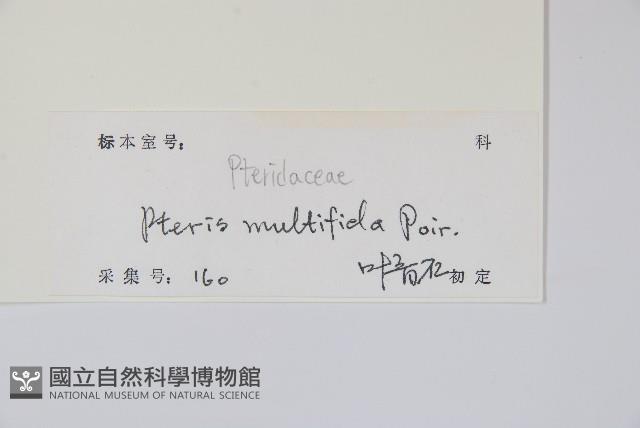 标本室号: 科
Pteridaceae
Pteris multifida Poir.
采集号: 160 初定
國立自然科學博物館
NATIONAL MUSEUM OF NATURAL SCIENCE